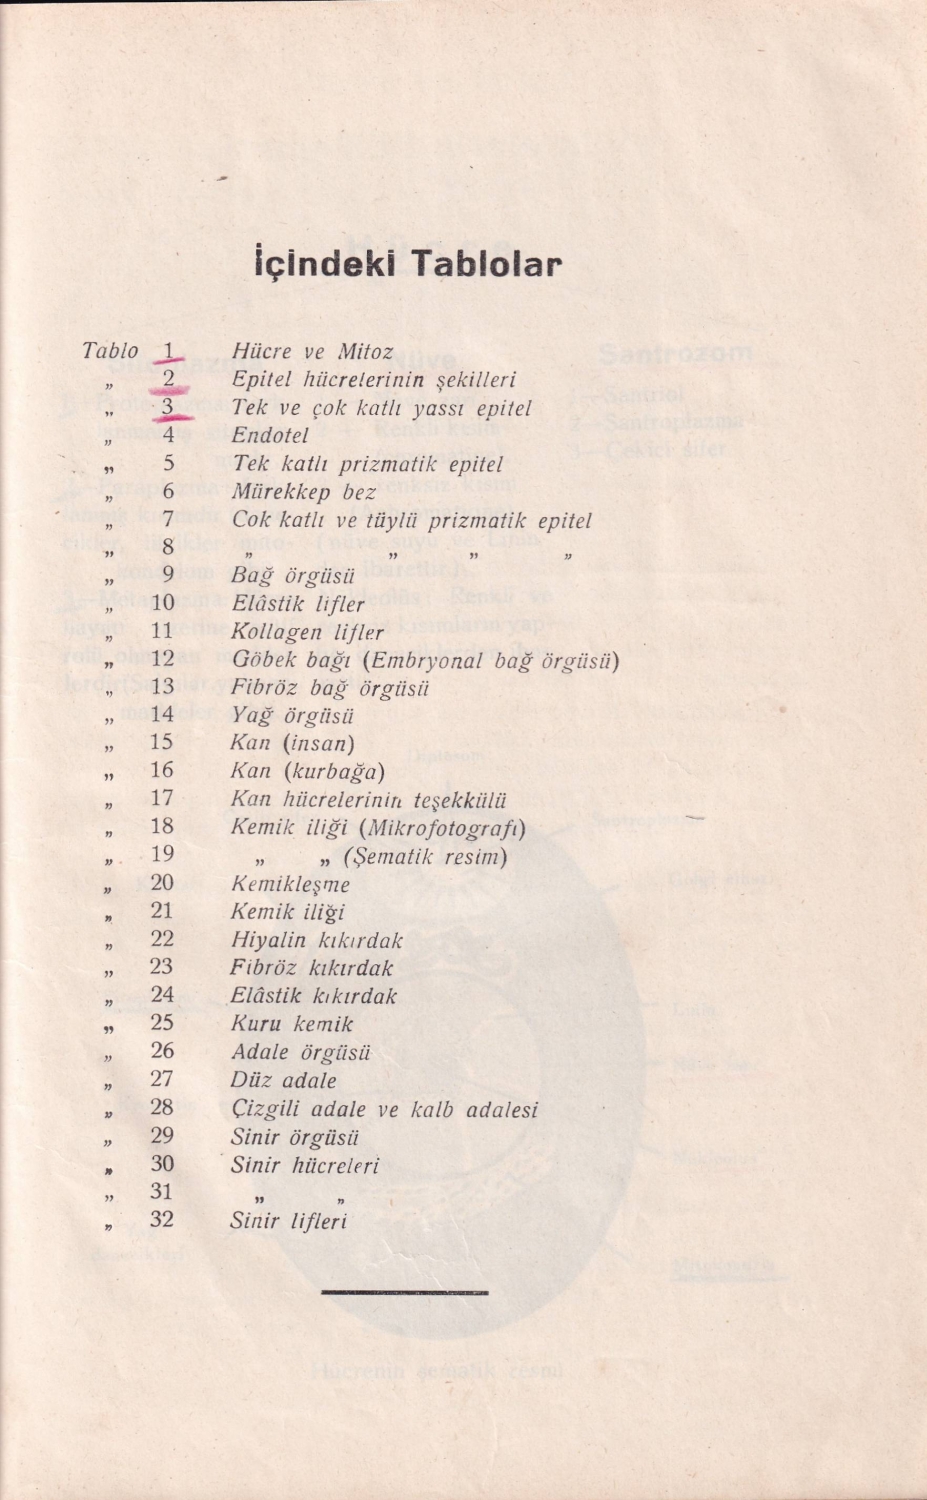 İçindeki Tablolar
Tablo 1 Hücre ve Mitoz
„ 2 Epitel hücrelerinin şekilleri
„ 3 Tek ve çok katlı yassı epitel
„ 4 Endotel
„ 5 Tek katlı prizmatik epitel
„ 6 Mürekkep bez
„ 7 Cok katlı ve tüylü prizmatik epitel
„ 8 „ „ „ „
„ 9 Bağ örgüsü
„ 10 Elâstik lifler
„ 11 Kollagen lifler
„ 12 Göbek bağı (Embryonal bağ örgüsü)
„ 13 Fibröz bağ örgüsü
„ 14 Yağ örgüsü
„ 15 Kan (insan)
„ 16 Kan (kurbağa)
„ 17 Kan hücrelerinin teşekkülü
„ 18 Kemik iliği (Mikrofotografı)
„ 19 „ „ (Şematik resim)
„ 20 Kemikleşme
„ 21 Kemik iliği
„ 22 Hiyalin kıkırdak
„ 23 Fibröz kıkırdak
„ 24 Elâstik kıkırdak
„ 25 Kuru kemik
„ 26 Adale örgüsü
„ 27 Düz adale
„ 28 Çizgili adale ve kalb adalesi
„ 29 Sinir örgüsü
„ 30 Sinir hücreleri
„ 31 „ „
„ 32 Sinir lifleri